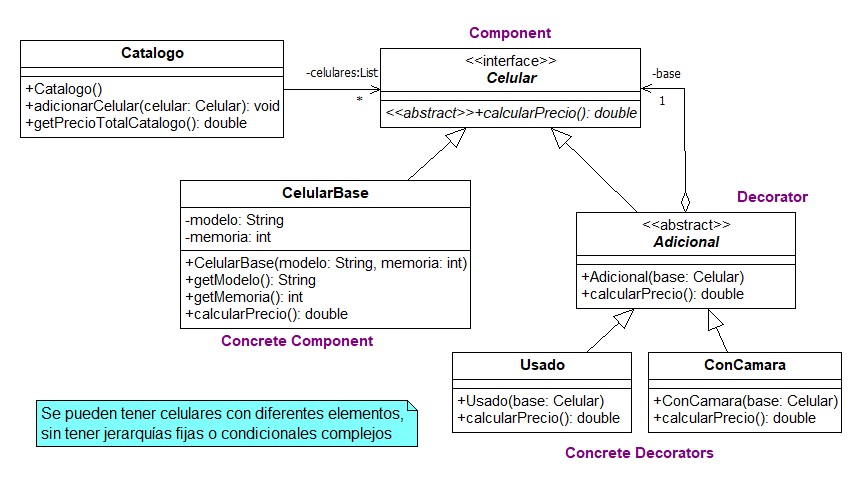 Component
Catalogo
+Catalogo()
+adicionarCelular(celular: Celular): void
+getPrecioTotalCatalogo(): double
-celulares:List
*
<<interface>>
Celular
<<abstract>>+calcularPrecio(): double
-base
1
CelularBase
-modelo: String
-memoria: int
+CelularBase(modelo: String, memoria: int)
+getModelo(): String
+getMemoria(): int
+calcularPrecio(): double
Concrete Component
Decorator
<<abstract>>
Adicional
+Adicional(base: Celular)
+calcularPrecio(): double
Usado
+Usado(base: Celular)
+calcularPrecio(): double
ConCamara
+ConCamara(base: Celular)
+calcularPrecio(): double
Concrete Decorators
Se pueden tener celulares con diferentes elementos,
sin tener jerarquías fijas o condicionales complejos